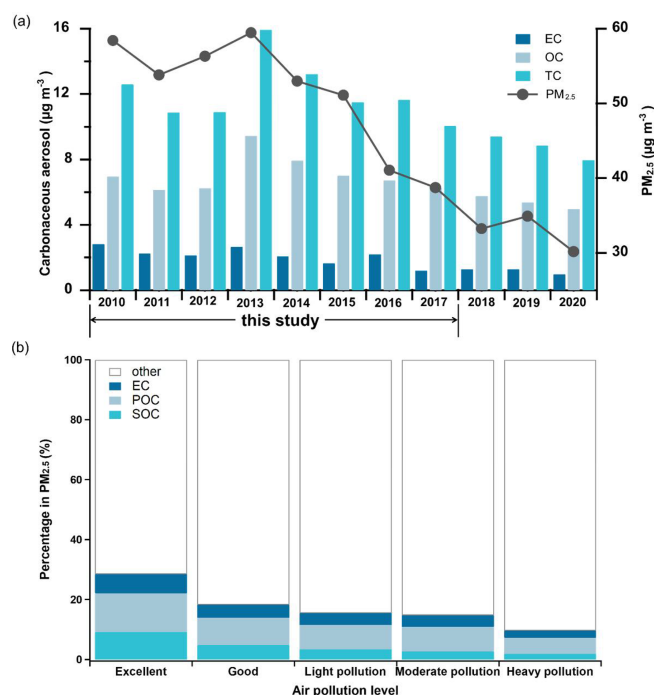 (a)
16
12
8
4
0
Carbonaceous aerosol (µg m⁻³)
EC
OC
TC
PM₂.₅
60
50
40
30
PM₂.₅ (µg m⁻³)
2010 2011 2012 2013 2014 2015 2016 2017 2018 2019 2020
this study
(b)
100
80
60
40
20
0
Percentage in PM₂.₅ (%)
other
EC
POC
SOC
Excellent Good Light pollution Moderate pollution Heavy pollution
Air pollution level